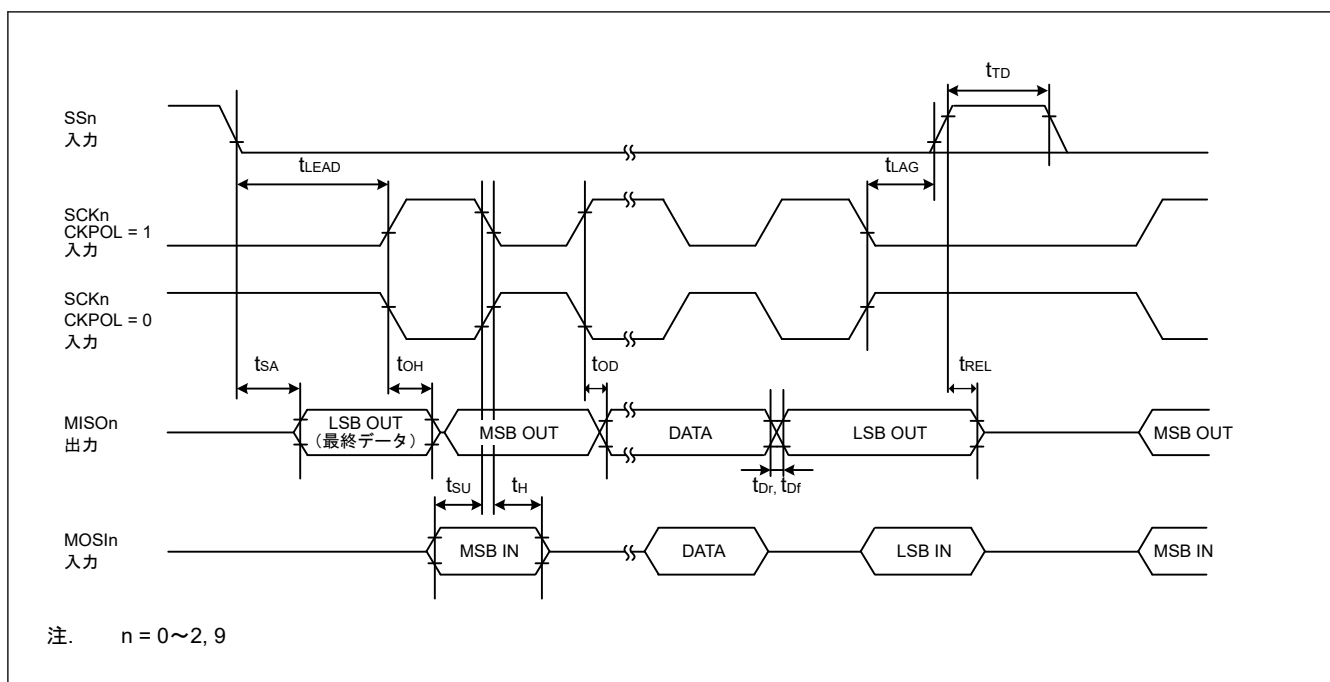 tTD
SSn
入力
tLEAD
tLAG
SCKn
CKPOL = 1
入力
SCKn
CKPOL = 0
入力
tSA
tOH
tOD
tREL
MISOn
出力
LSB OUT
（最終データ）
MSB OUT
DATA
LSB OUT
MSB OUT
tSU
tH
tDr, tDf
MOSIn
入力
MSB IN
DATA
LSB IN
MSB IN
注. n = 0～2, 9